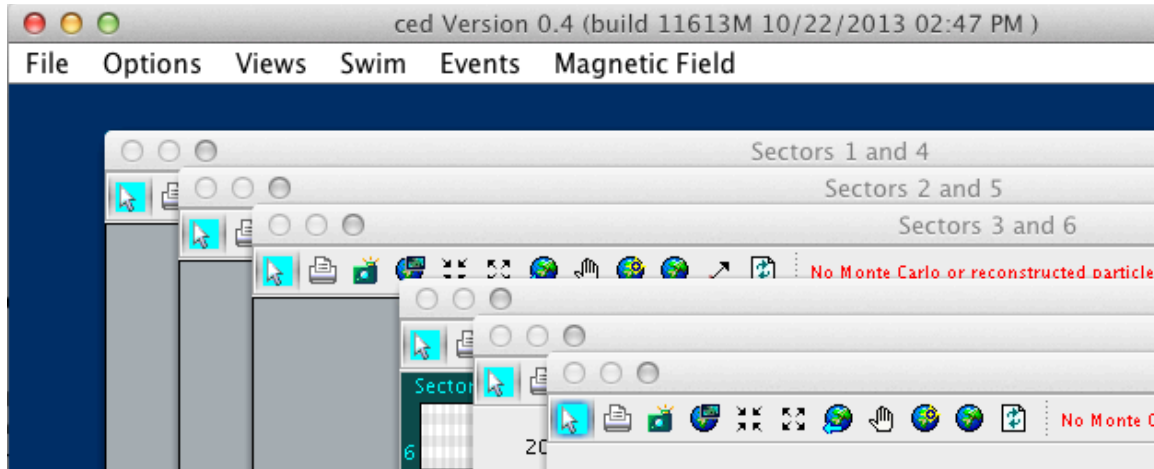 ced Version 0.4 (build 11613M 10/22/2013 02:47 PM )
File Options Views Swim Events Magnetic Field
Sectors 1 and 4
Sectors 2 and 5
Sectors 3 and 6
No Monte Carlo or reconstructed particle
Sector
No Monte C
6
20